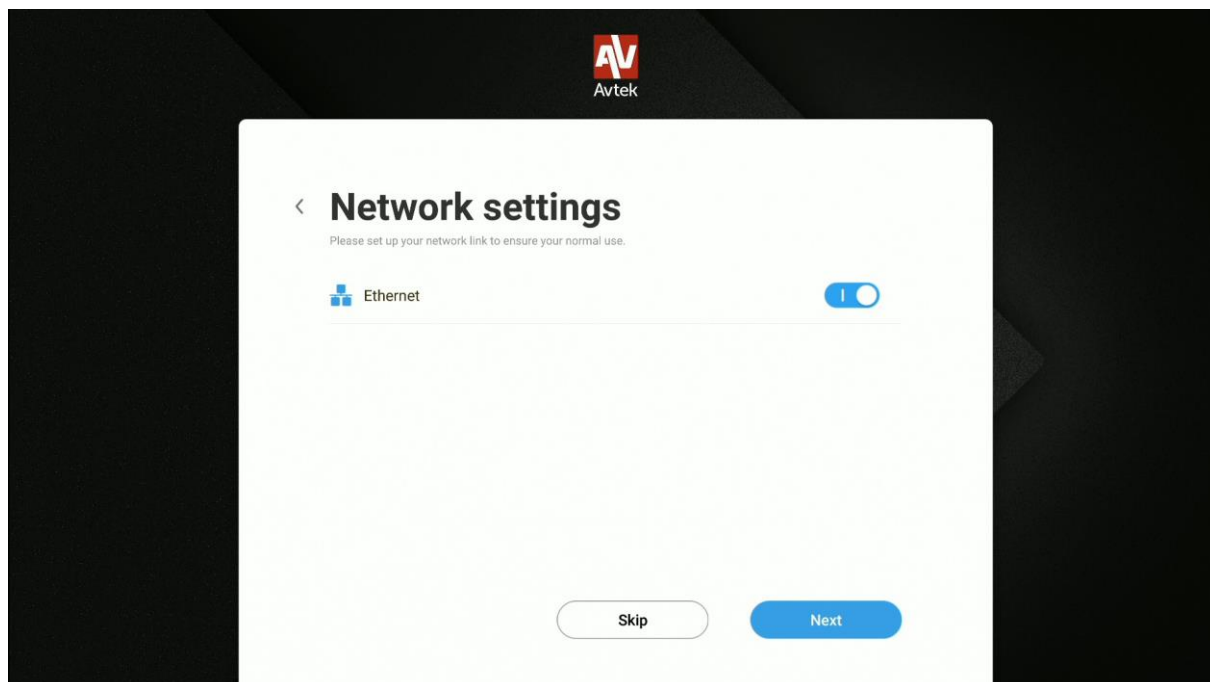 AV
Avtek
Network settings
Please set up your network link to ensure your normal use.
Ethernet
Skip
Next